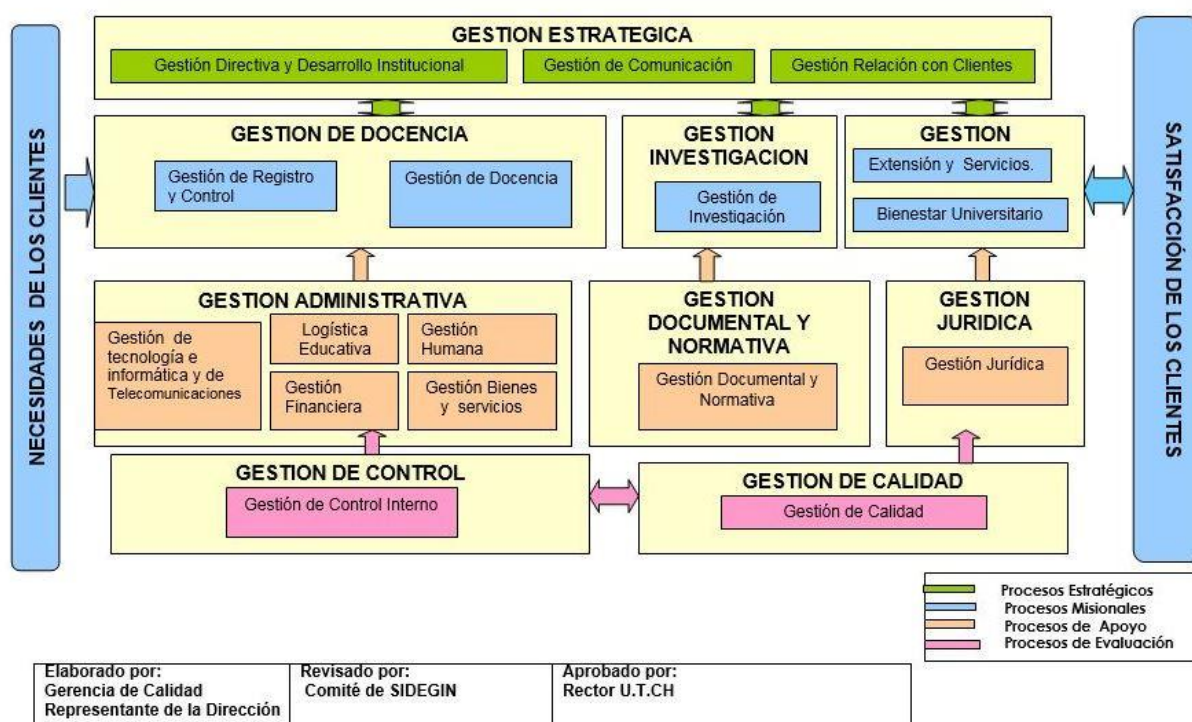 GESTION ESTRATEGICA
Gestión Directiva y Desarrollo Institucional
Gestión de Comunicación
Gestión Relación con Clientes
NECESIDADES DE LOS CLIENTES
GESTION DE DOCENCIA
Gestión de Registro
y Control
Gestión de Docencia
GESTION
INVESTIGACION
Gestión de
Investigación
GESTION
Extensión y Servicios.
Bienestar Universitario
SATISFACCIÓN DE LOS CLIENTES
GESTION ADMINISTRATIVA
Gestión de
tecnología e
informática y de
Telecomunicaciones
Logística
Educativa
Gestión
Humana
Gestión
Financiera
Gestión Bienes
y servicios
GESTION
DOCUMENTAL Y
NORMATIVA
Gestión Documental y
Normativa
GESTION
JURIDICA
Gestión Jurídica
GESTION DE CONTROL
Gestión de Control Interno
GESTION DE CALIDAD
Gestión de Calidad
Procesos Estratégicos
Procesos Misionales
Procesos de Apoyo
Procesos de Evaluación
Elaborado por:
Gerencia de Calidad
Representante de la Dirección
Revisado por:
Comité de SIDEGIN
Aprobado por:
Rector U.T.CH